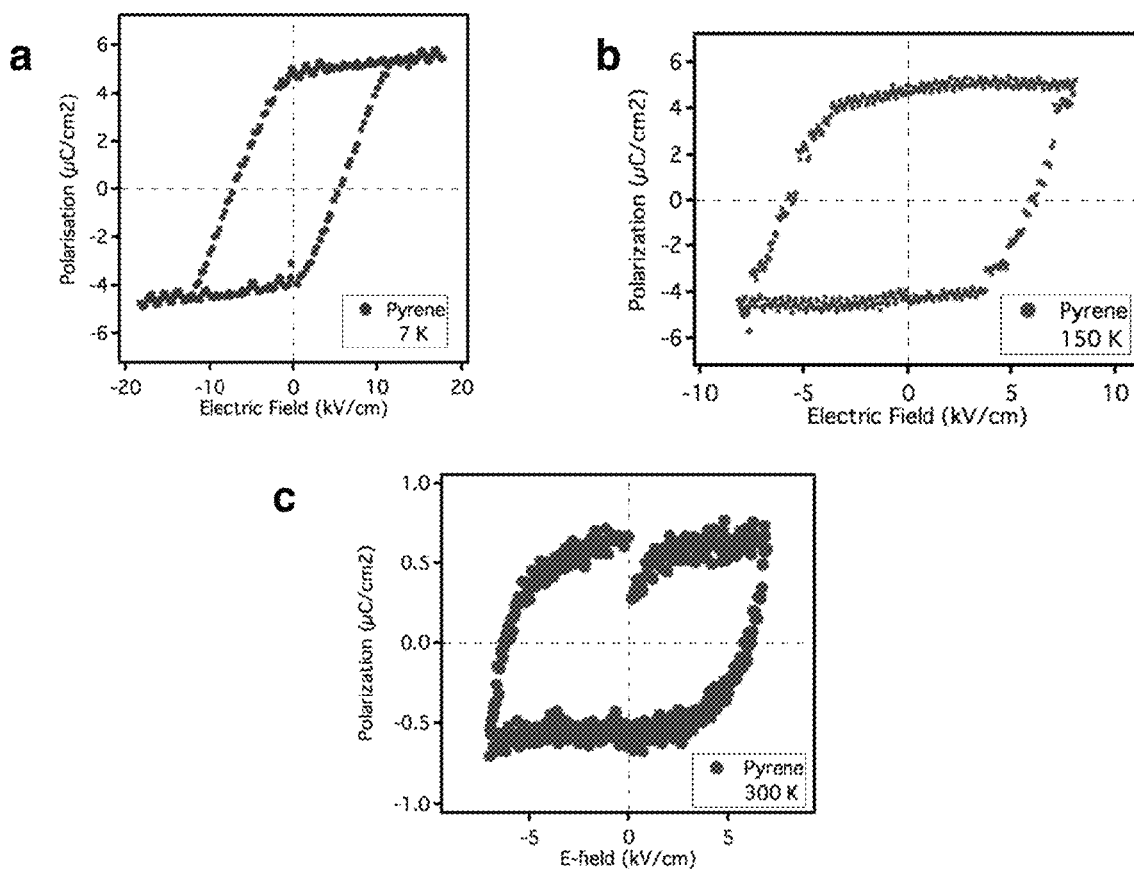 a
6
4
2
0
-2
-4
-6
Polarisation (µC/cm2)
-20
-10
0
10
20
Electric Field (kV/cm)
Pyrene
7 K
b
6
4
2
0
-2
-4
-6
Polarization (µC/cm2)
-10
-5
0
5
10
Electric Field (kV/cm)
Pyrene
150 K
c
1.0
0.5
0.0
-0.5
-1.0
Polarization (µC/cm2)
-5
0
5
E-field (kV/cm)
Pyrene
300 K